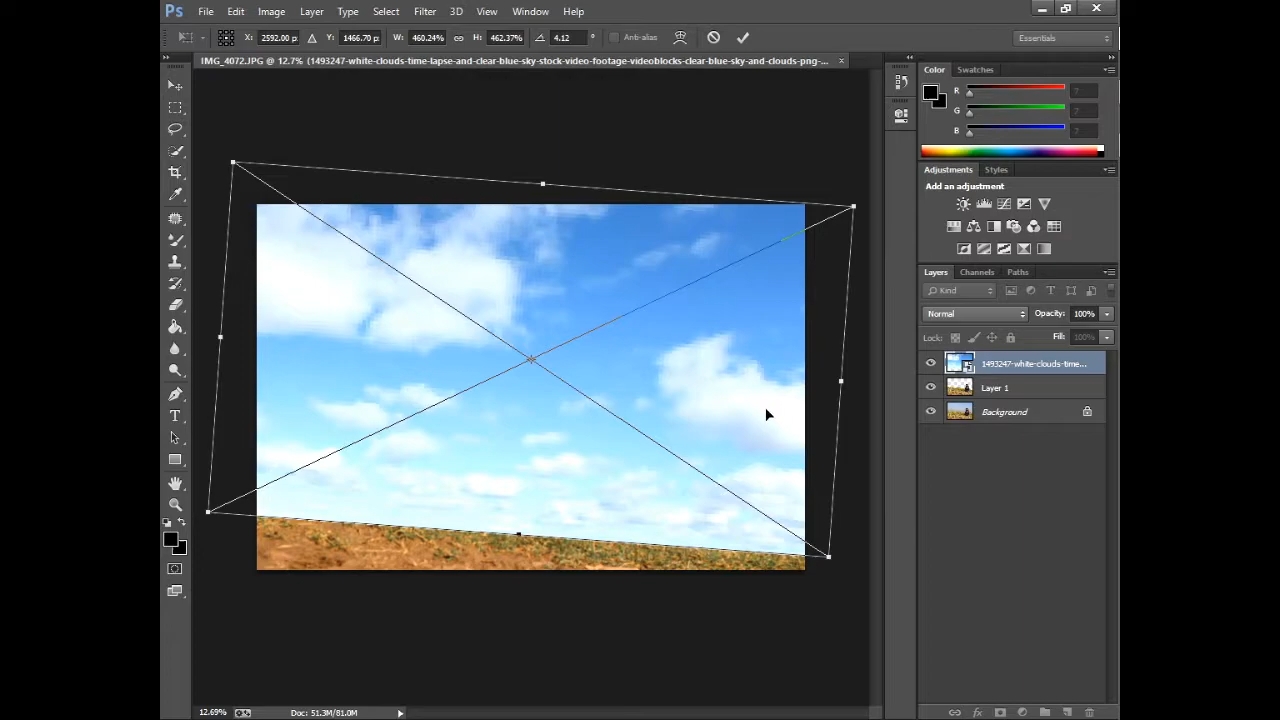 Ps File Edit Image Layer Type Select Filter 3D View Window Help
X: 2592.00 p Y: 1466.70 p W: 460.24% H: 462.37% 4.12 ° Anti-alias Essentials
IMG_4072.JPG @ 12.7% (1493247-white-clouds-time-lapse-and-clear-blue-sky-stock-video-footage-videoblocks-clear-blue-sky-and-clouds-png-...
Color Swatches
R ?
G ?
B ?
Adjustments Styles
Add an adjustment
Layers Channels Paths
Kind
Normal Opacity: 100%
Lock: Fill: 100%
1493247-white-clouds-time...
Layer 1
Background
12.69% Doc: 51.3M/81.0M